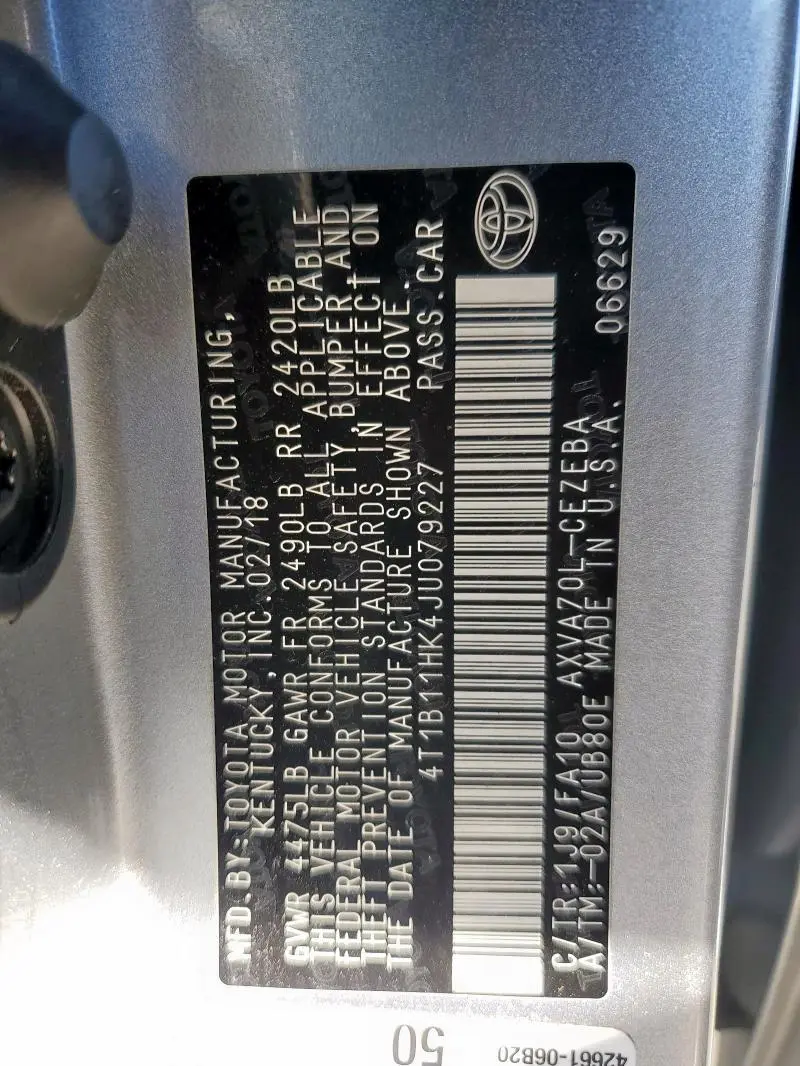 MFD.BY:TOYOTA MOTOR MANUFACTURING,
KENTUCKY,INC.02/18
GVWR 4475LB GAWR FR 2490LB RR 2420LB
THIS VEHICLE CONFORMS TO ALL APPLICABLE
FEDERAL MOTOR VEHICLE SAFETY,BUMPER,AND
THEFT PREVENTION STANDARDS IN EFFECT ON
THE DATE OF MANUFACTURE SHOWN ABOVE.
4T1B11HK4JU079227 PASS.CAR
C/TR:1J9/FA10 AXVA70L-CEZEBA 06629
A/TM:-02A/UB80E MADE IN U.S.A.
50
42661-06B20